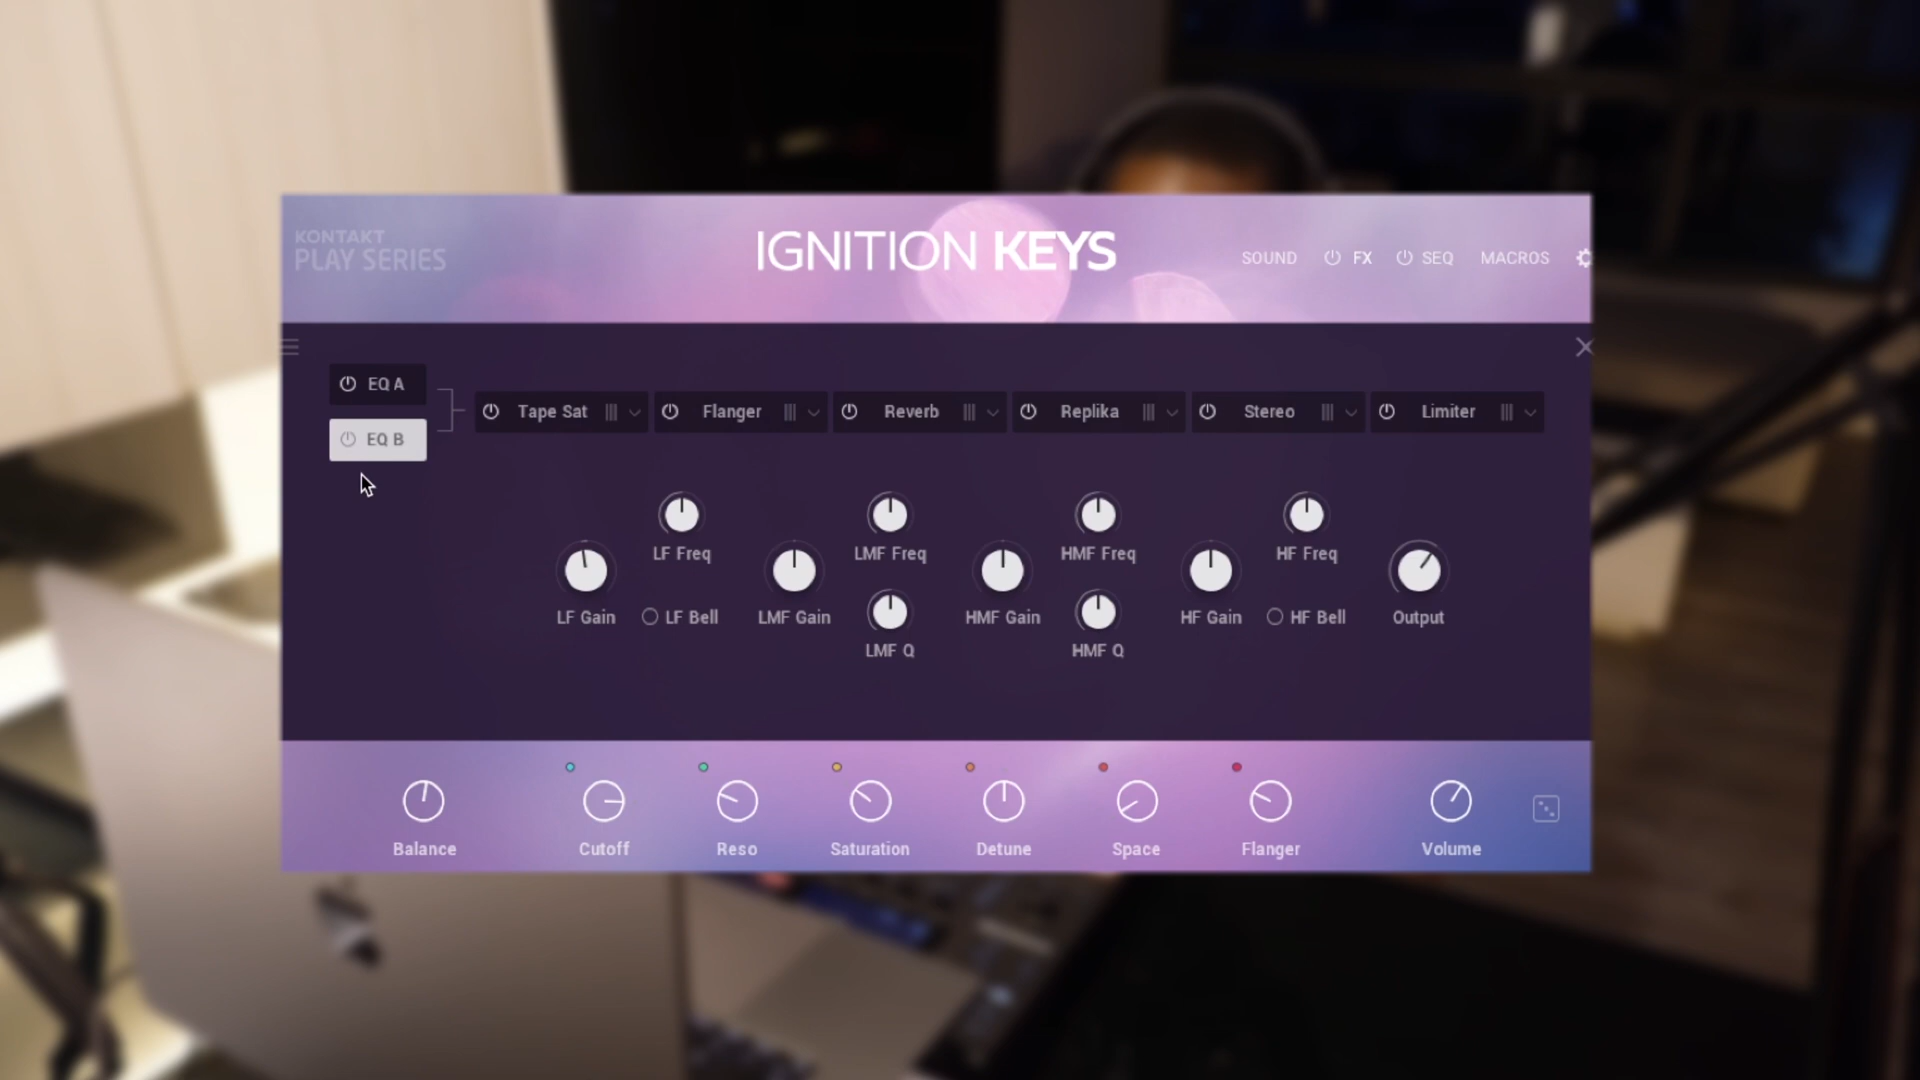 KONTAKT
PLAY SERIES
IGNITION KEYS
SOUND FX SEQ MACROS
EQ A
EQ B
Tape Sat Flanger Reverb Replika Stereo Limiter
LF Freq LMF Freq HMF Freq HF Freq
LF Gain LF Bell LMF Gain HMF Gain HF Gain HF Bell Output
LMF Q HMF Q
Balance Cutoff Reso Saturation Detune Space Flanger Volume